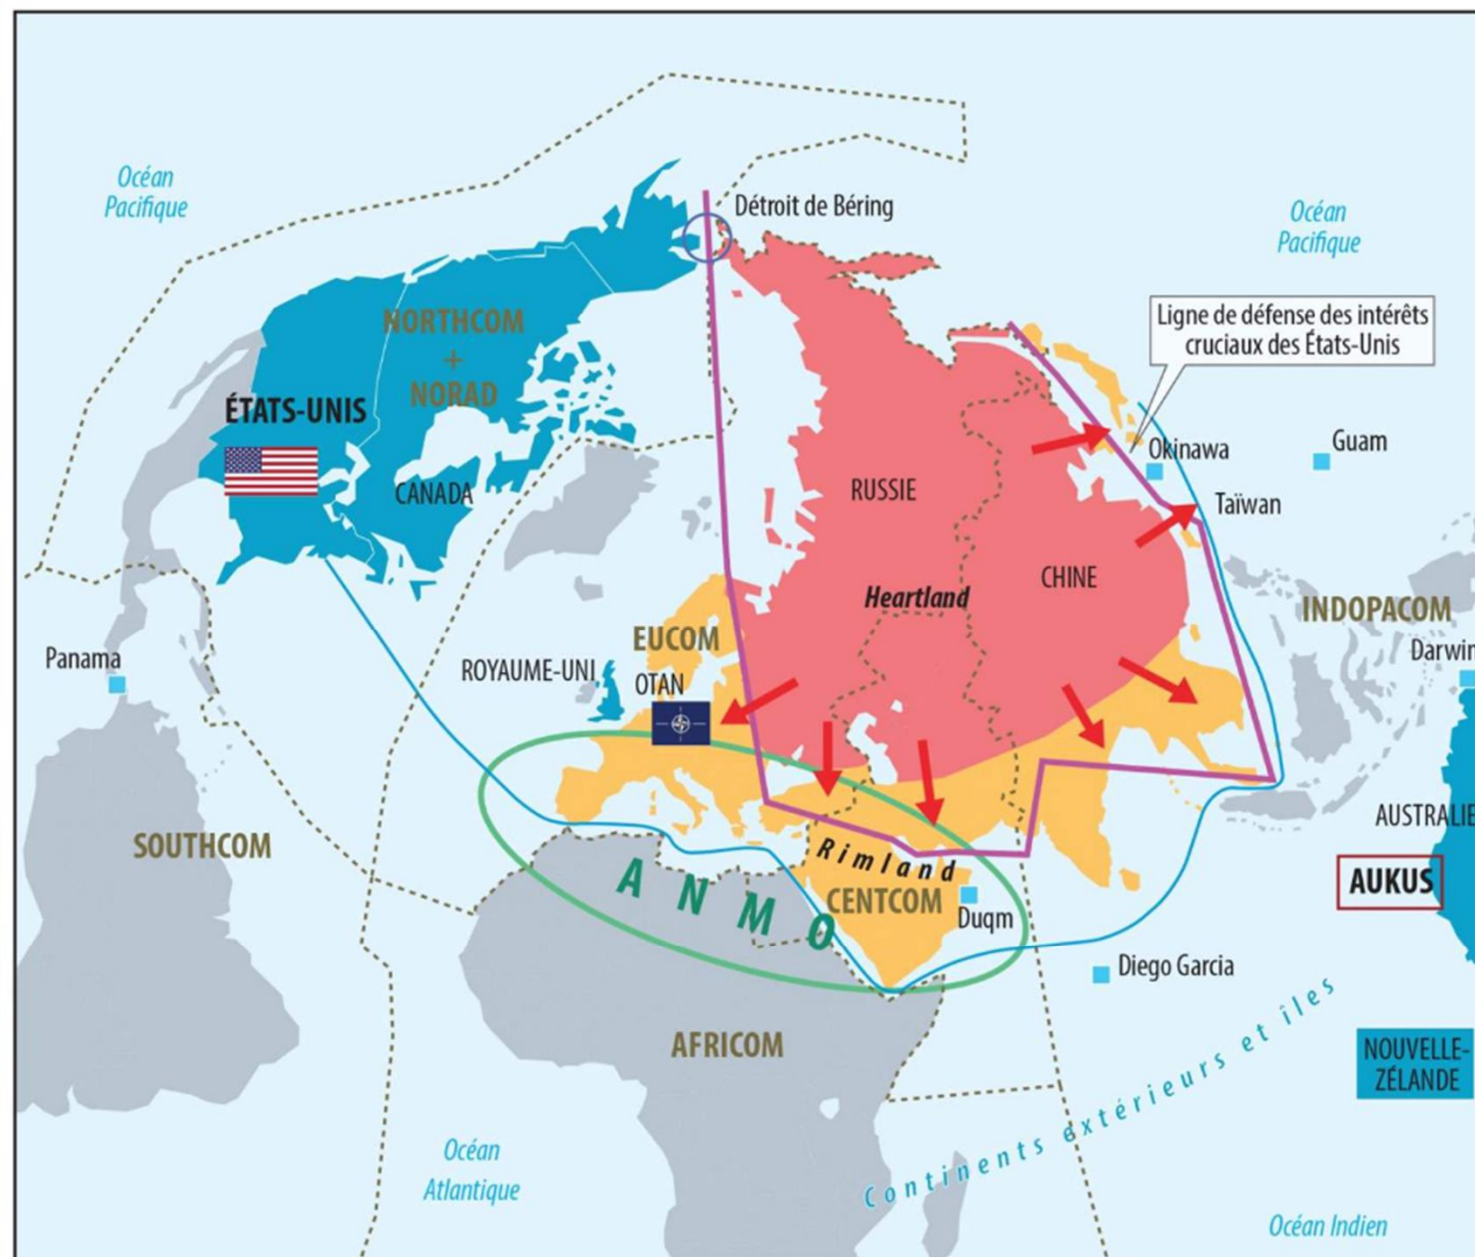 Océan
Pacifique
Détroit de Béring
Océan
Pacifique
Ligne de défense des intérêts
cruciaux des États-Unis
NORTHCOM
+
NORAD
ÉTATS-UNIS
CANADA
Okinawa
Guam
RUSSIE
Taïwan
CHINE
Heartland
INDOPACOM
EUCOM
Darwin
Panama
ROYAUME-UNI
OTAN
AUSTRALIE
SOUTHCOM
Rimland
ANMO
CENTCOM
AUKUS
Duqm
Diego Garcia
AFRICOM
Continents extérieurs et îles
NOUVELLE-
ZÉLANDE
Océan
Atlantique
Océan Indien